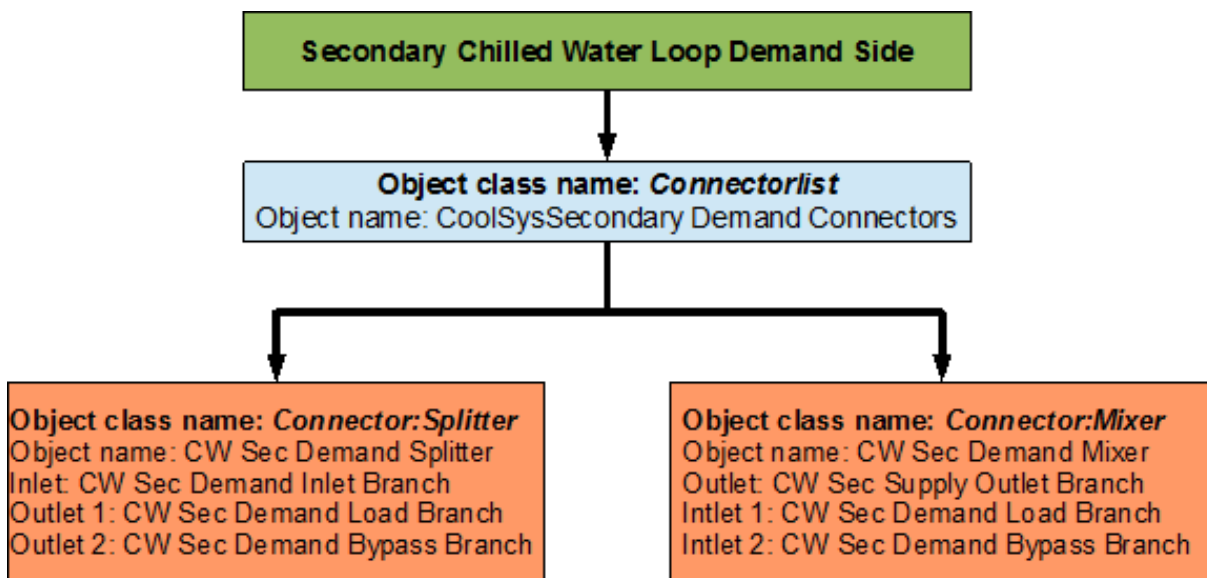 Secondary Chilled Water Loop Demand Side
Object class name: Connectorlist
Object name: CoolSysSecondary Demand Connectors
Object class name: Connector:Splitter
Object name: CW Sec Demand Splitter
Inlet: CW Sec Demand Inlet Branch
Outlet 1: CW Sec Demand Load Branch
Outlet 2: CW Sec Demand Bypass Branch
Object class name: Connector:Mixer
Object name: CW Sec Demand Mixer
Outlet: CW Sec Supply Outlet Branch
Intlet 1: CW Sec Demand Load Branch
Intlet 2: CW Sec Demand Bypass Branch